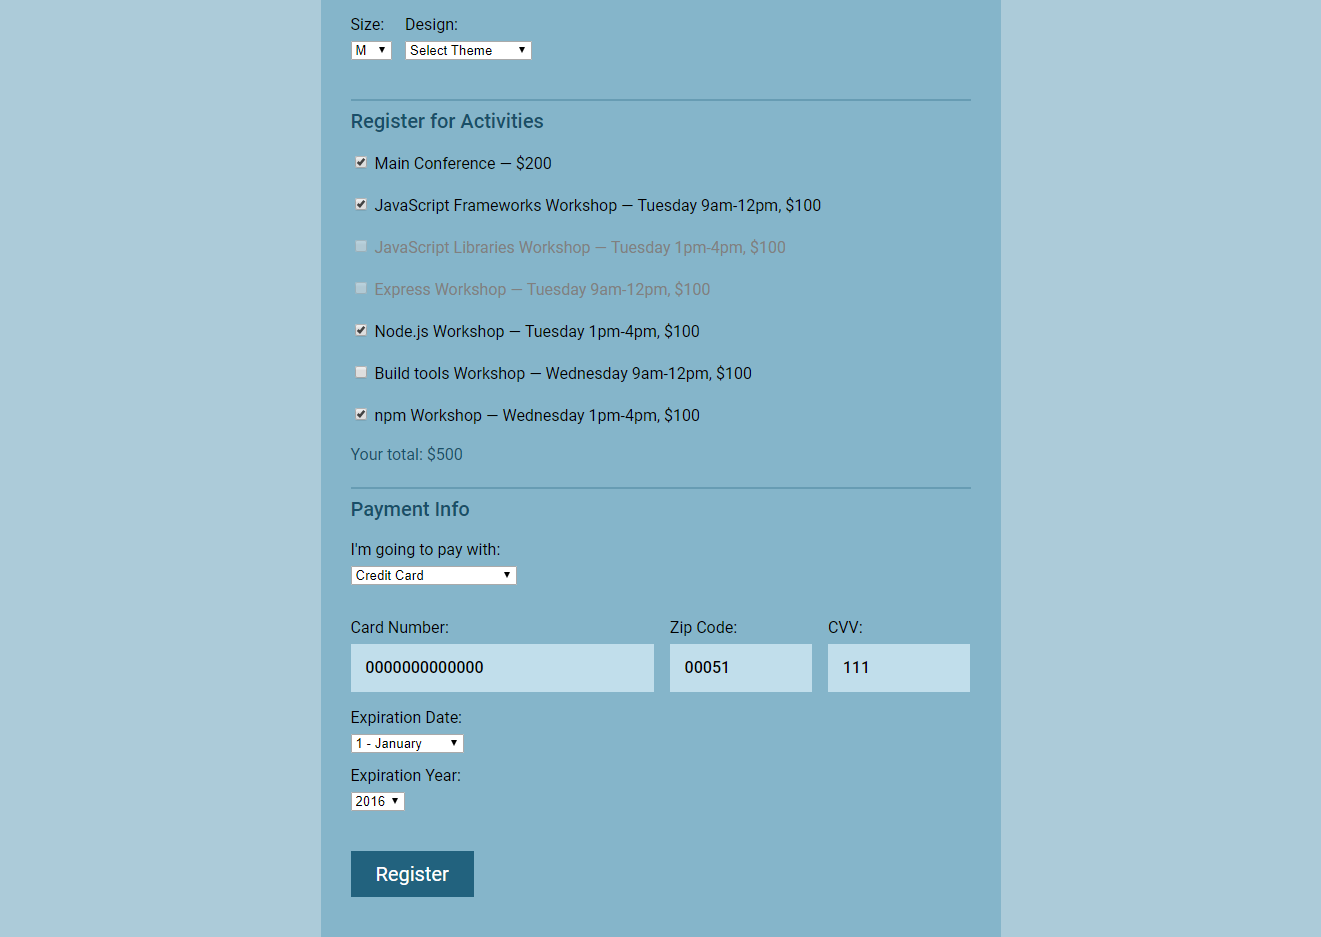 Size: Design:
M Select Theme
Register for Activities
Main Conference — $200
JavaScript Frameworks Workshop — Tuesday 9am-12pm, $100
JavaScript Libraries Workshop — Tuesday 1pm-4pm, $100
Express Workshop — Tuesday 9am-12pm, $100
Node.js Workshop — Tuesday 1pm-4pm, $100
Build tools Workshop — Wednesday 9am-12pm, $100
npm Workshop — Wednesday 1pm-4pm, $100
Your total: $500
Payment Info
I'm going to pay with:
Credit Card
Card Number: Zip Code: CVV:
0000000000000 00051 111
Expiration Date:
1 - January
Expiration Year:
2016
Register